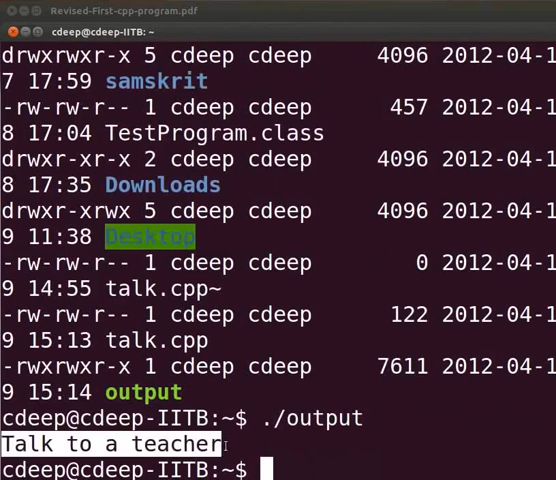 Revised-First-cpp-program.pdf
cdeep@cdeep-IITB: ~
drwxrwxr-x 5 cdeep cdeep 4096 2012-04-1
7 17:59 samskrit
-rw-rw-r-- 1 cdeep cdeep 457 2012-04-1
8 17:04 TestProgram.class
drwxrwxr-x 2 cdeep cdeep 4096 2012-04-1
8 17:35 Downloads
drwxr-xrwx 5 cdeep cdeep 4096 2012-04-1
9 11:38 Desktop
-rw-rw-r-- 1 cdeep cdeep 0 2012-04-1
9 14:55 talk.cpp~
-rw-rw-r-- 1 cdeep cdeep 122 2012-04-1
9 15:13 talk.cpp
-rwxrwxr-x 1 cdeep cdeep 7611 2012-04-1
9 15:14 output
cdeep@cdeep-IITB:~$ ./output
Talk to a teacher
cdeep@cdeep-IITB:~$